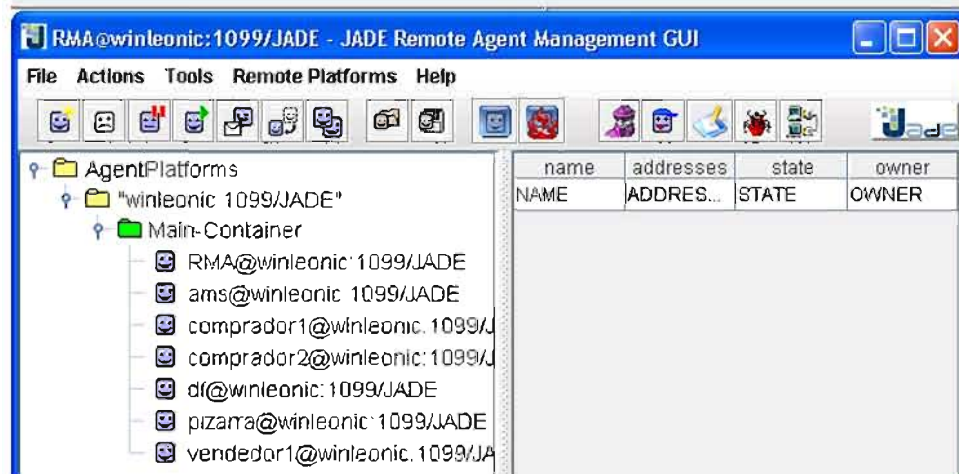 RMA@winleonic:1099/JADE - JADE Remote Agent Management GUI
File Actions Tools Remote Platforms Help
Jade
AgentPlatforms
"winleonic:1099/JADE"
Main-Container
RMA@winleonic:1099/JADE
ams@winleonic:1099/JADE
comprador1@winleonic:1099/J
comprador2@winleonic:1099/J
df@winleonic:1099/JADE
pizarra@winleonic:1099/JADE
vendedor1@winleonic:1099/JA
name addresses state owner
NAME ADDRES... STATE OWNER